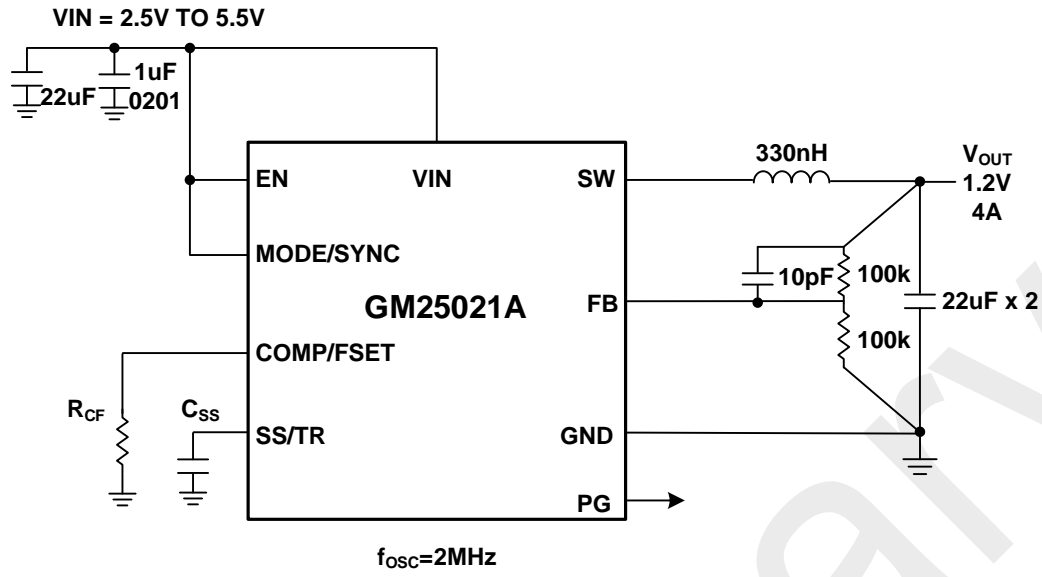 VIN = 2.5V TO 5.5V
22uF
1uF
0201
EN
VIN
SW
330nH
VOUT
1.2V
4A
MODE/SYNC
10pF
100k
22uF x 2
GM25021A
FB
100k
COMP/FSET
RCF
CSS
SS/TR
GND
PG
fOSC=2MHz